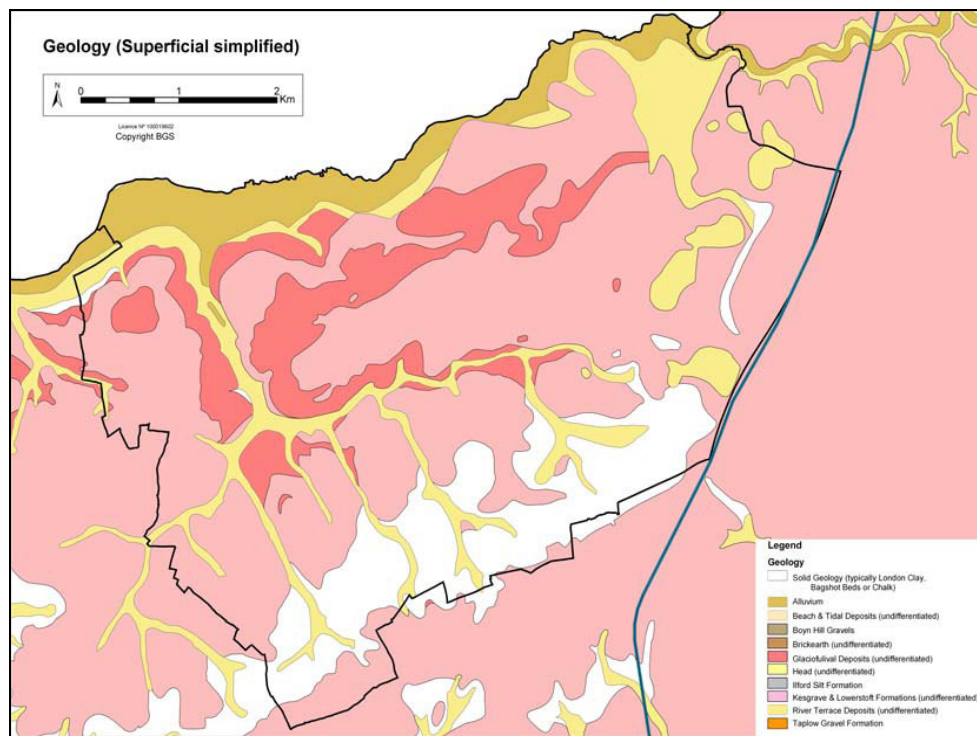 Geology (Superficial simplified)
N
0 1 2
Km
Licence Nº 100019602
Copyright BGS
Legend
Geology
Solid Geology (typically London Clay,
Bagshot Beds or Chalk)
Alluvium
Beach & Tidal Deposits (undifferentiated)
Boyn Hill Gravels
Brickearth (undifferentiated)
Glaciofulival Deposits (undifferentiated)
Head (undifferentiated)
Ilford Silt Formation
Kesgrave & Lowerstoft Formations (undifferentiated)
River Terrace Deposits (undifferentiated)
Taplow Gravel Formation